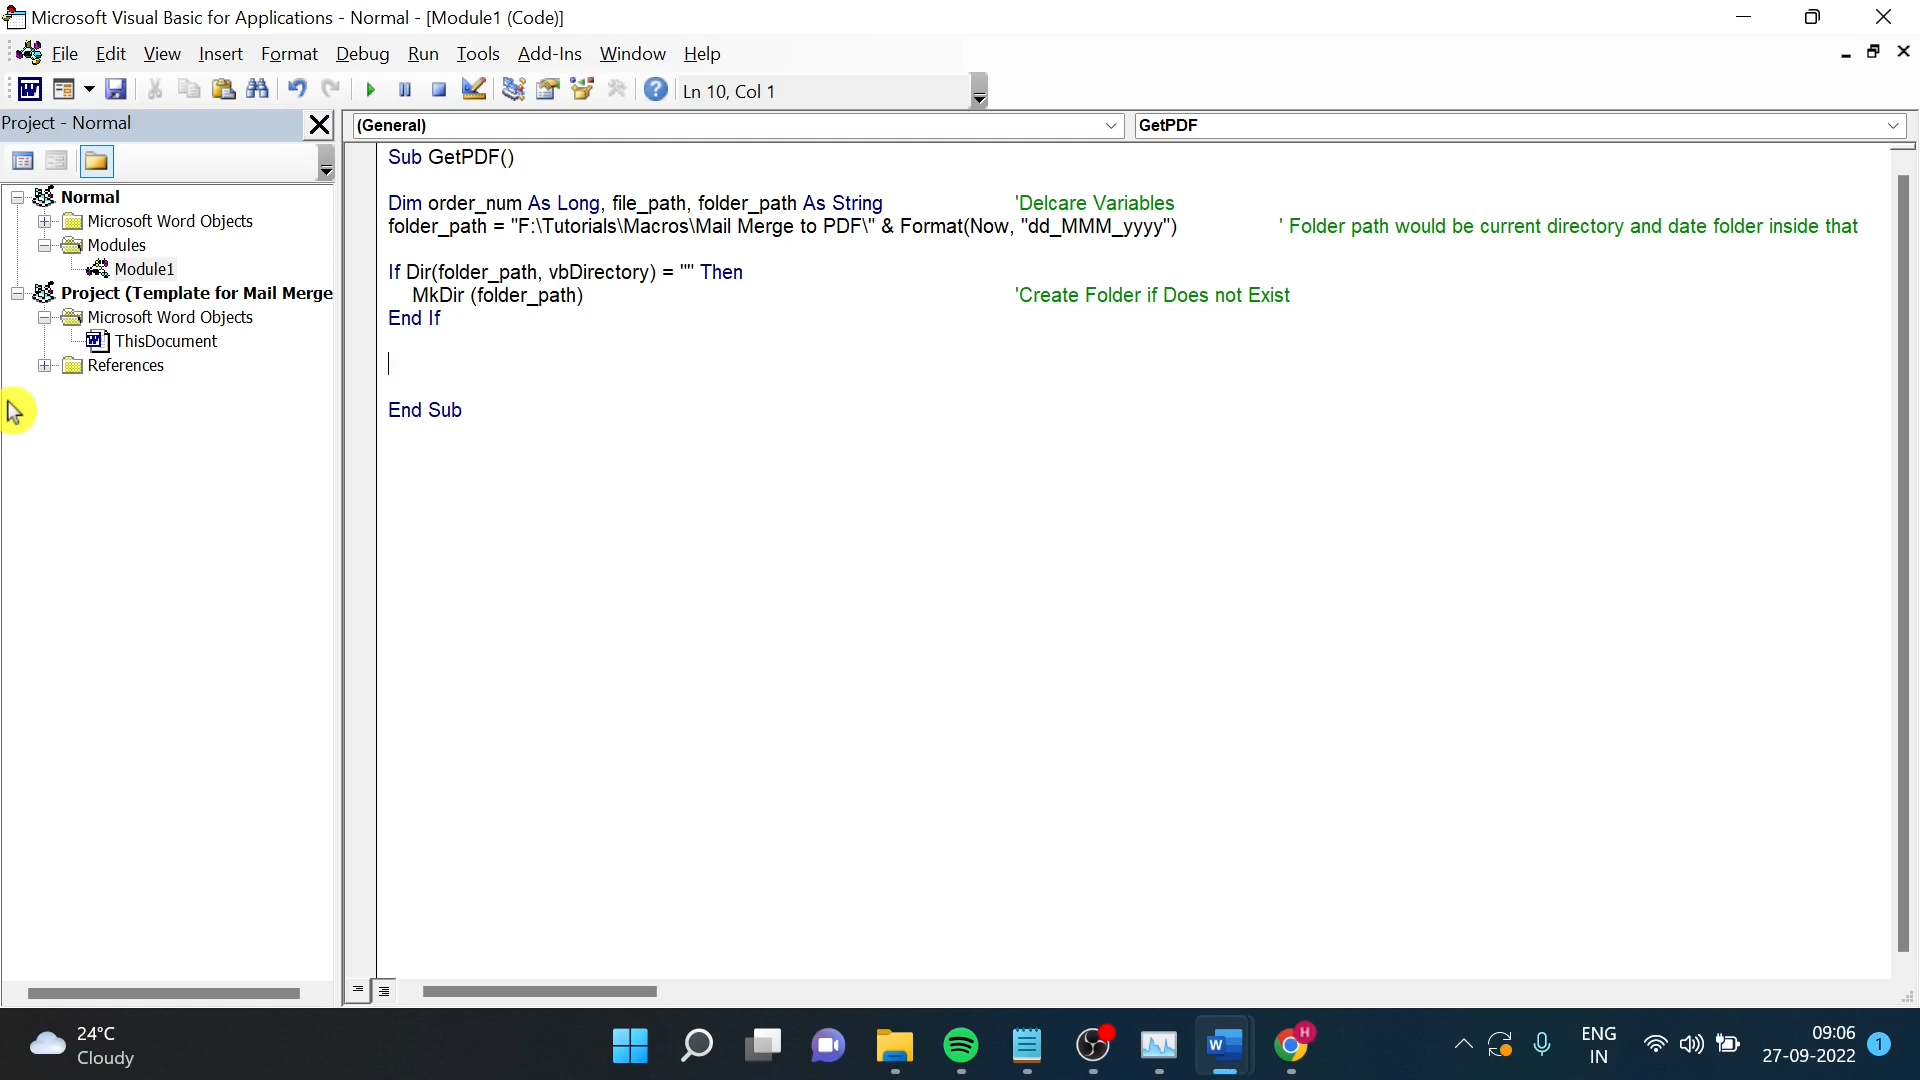 Microsoft Visual Basic for Applications - Normal - [Module1 (Code)]
File Edit View Insert Format Debug Run Tools Add-Ins Window Help
Ln 10, Col 1
Project - Normal
(General)
GetPDF
Normal
Microsoft Word Objects
Modules
Module1
Project (Template for Mail Merge
Microsoft Word Objects
ThisDocument
References
Sub GetPDF()
Dim order_num As Long, file_path, folder_path As String 'Delcare Variables
folder_path = "F:\Tutorials\Macros\Mail Merge to PDF\" & Format(Now, "dd_MMM_yyyy") ' Folder path would be current directory and date folder inside that
If Dir(folder_path, vbDirectory) = "" Then
MkDir (folder_path) 'Create Folder if Does not Exist
End If
End Sub
24°C
Cloudy
ENG
IN
09:06
27-09-2022
1
H
W